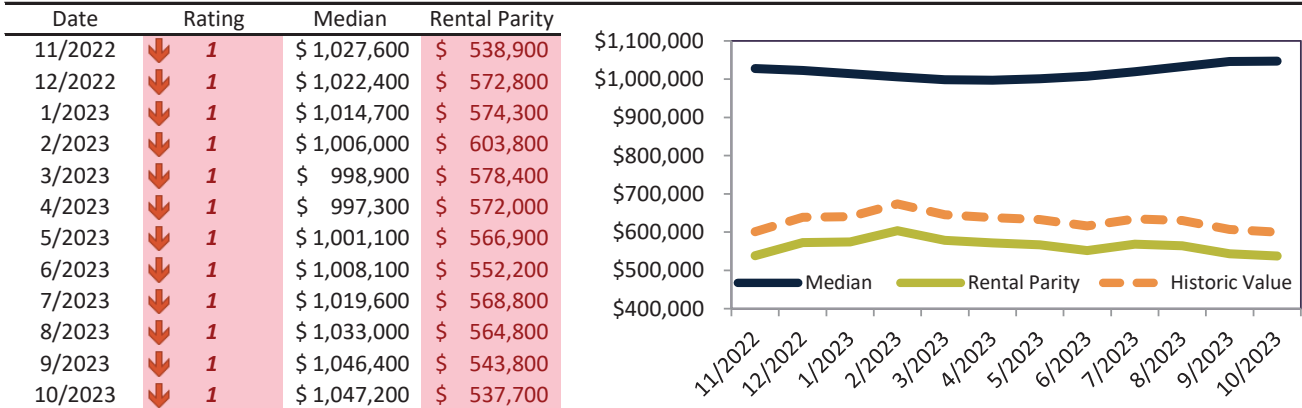 Date Rating Median Rental Parity
11/2022 1 $ 1,027,600 $ 538,900
12/2022 1 $ 1,022,400 $ 572,800
1/2023 1 $ 1,014,700 $ 574,300
2/2023 1 $ 1,006,000 $ 603,800
3/2023 1 $ 998,900 $ 578,400
4/2023 1 $ 997,300 $ 572,000
5/2023 1 $ 1,001,100 $ 566,900
6/2023 1 $ 1,008,100 $ 552,200
7/2023 1 $ 1,019,600 $ 568,800
8/2023 1 $ 1,033,000 $ 564,800
9/2023 1 $ 1,046,400 $ 543,800
10/2023 1 $ 1,047,200 $ 537,700
$1,100,000
$1,000,000
$900,000
$800,000
$700,000
$600,000
$500,000
$400,000
Median Rental Parity Historic Value
11/2022 12/2022 1/2023 2/2023 3/2023 4/2023 5/2023 6/2023 7/2023 8/2023 9/2023 10/2023